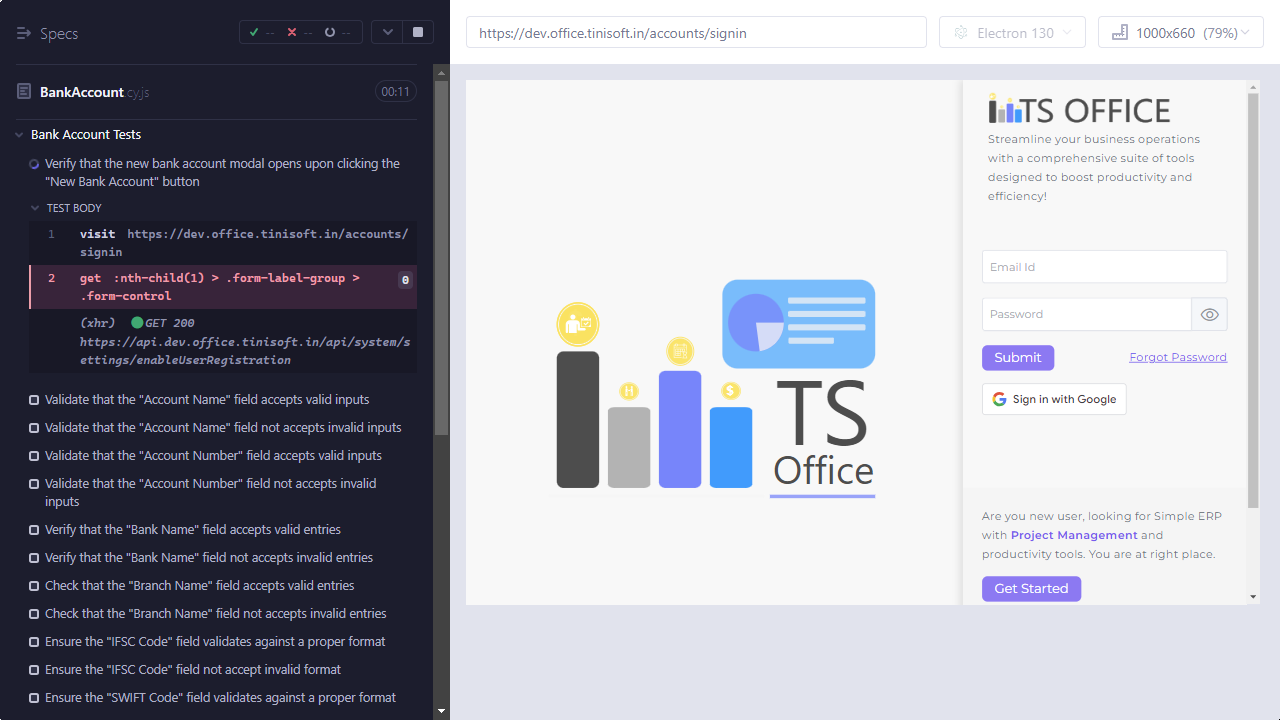 Specs
--
--
--
BankAccount cy.js
00:11
Bank Account Tests
Verify that the new bank account modal opens upon clicking the
"New Bank Account" button
TEST BODY
1 visit https://dev.office.tinisoft.in/accounts/
signin
2 get :nth-child(1) > .form-label-group >
.form-control
0
(xhr) GET 200
https://api.dev.office.tinisoft.in/api/system/s
ettings/enableUserRegistration
Validate that the "Account Name" field accepts valid inputs
Validate that the "Account Name" field not accepts invalid inputs
Validate that the "Account Number" field accepts valid inputs
Validate that the "Account Number" field not accepts invalid
inputs
Verify that the "Bank Name" field accepts valid entries
Verify that the "Bank Name" field not accepts invalid entries
Check that the "Branch Name" field accepts valid entries
Check that the "Branch Name" field not accepts invalid entries
Ensure the "IFSC Code" field validates against a proper format
Ensure the "IFSC Code" field not accept invalid format
Ensure the "SWIFT Code" field validates against a proper format
https://dev.office.tinisoft.in/accounts/signin
Electron 130
1000x660 (79%)
H
$
TS
Office
TS OFFICE
Streamline your business operations
with a comprehensive suite of tools
designed to boost productivity and
efficiency!
Email Id
Password
Submit
Forgot Password
Sign in with Google
Are you new user, looking for Simple ERP
with Project Management and
productivity tools. You are at right place.
Get Started